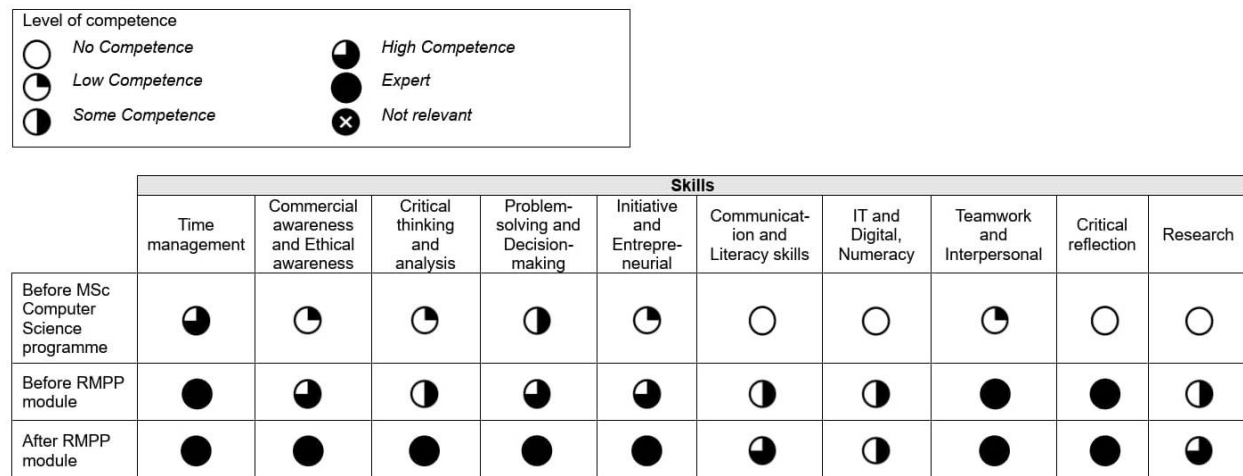 Level of competence
No Competence
High Competence
Low Competence
Expert
Some Competence
Not relevant
Skills
Time
management
Commercial
awareness
and Ethical
awareness
Critical
thinking
and
analysis
Problem-
solving and
Decision-
making
Initiative
and
Entrepre-
neurial
Communicat-
ion and
Literacy skills
IT and
Digital,
Numeracy
Teamwork
and
Interpersonal
Critical
reflection
Research
Before MSc
Computer
Science
programme
Before RMPP
module
After RMPP
module